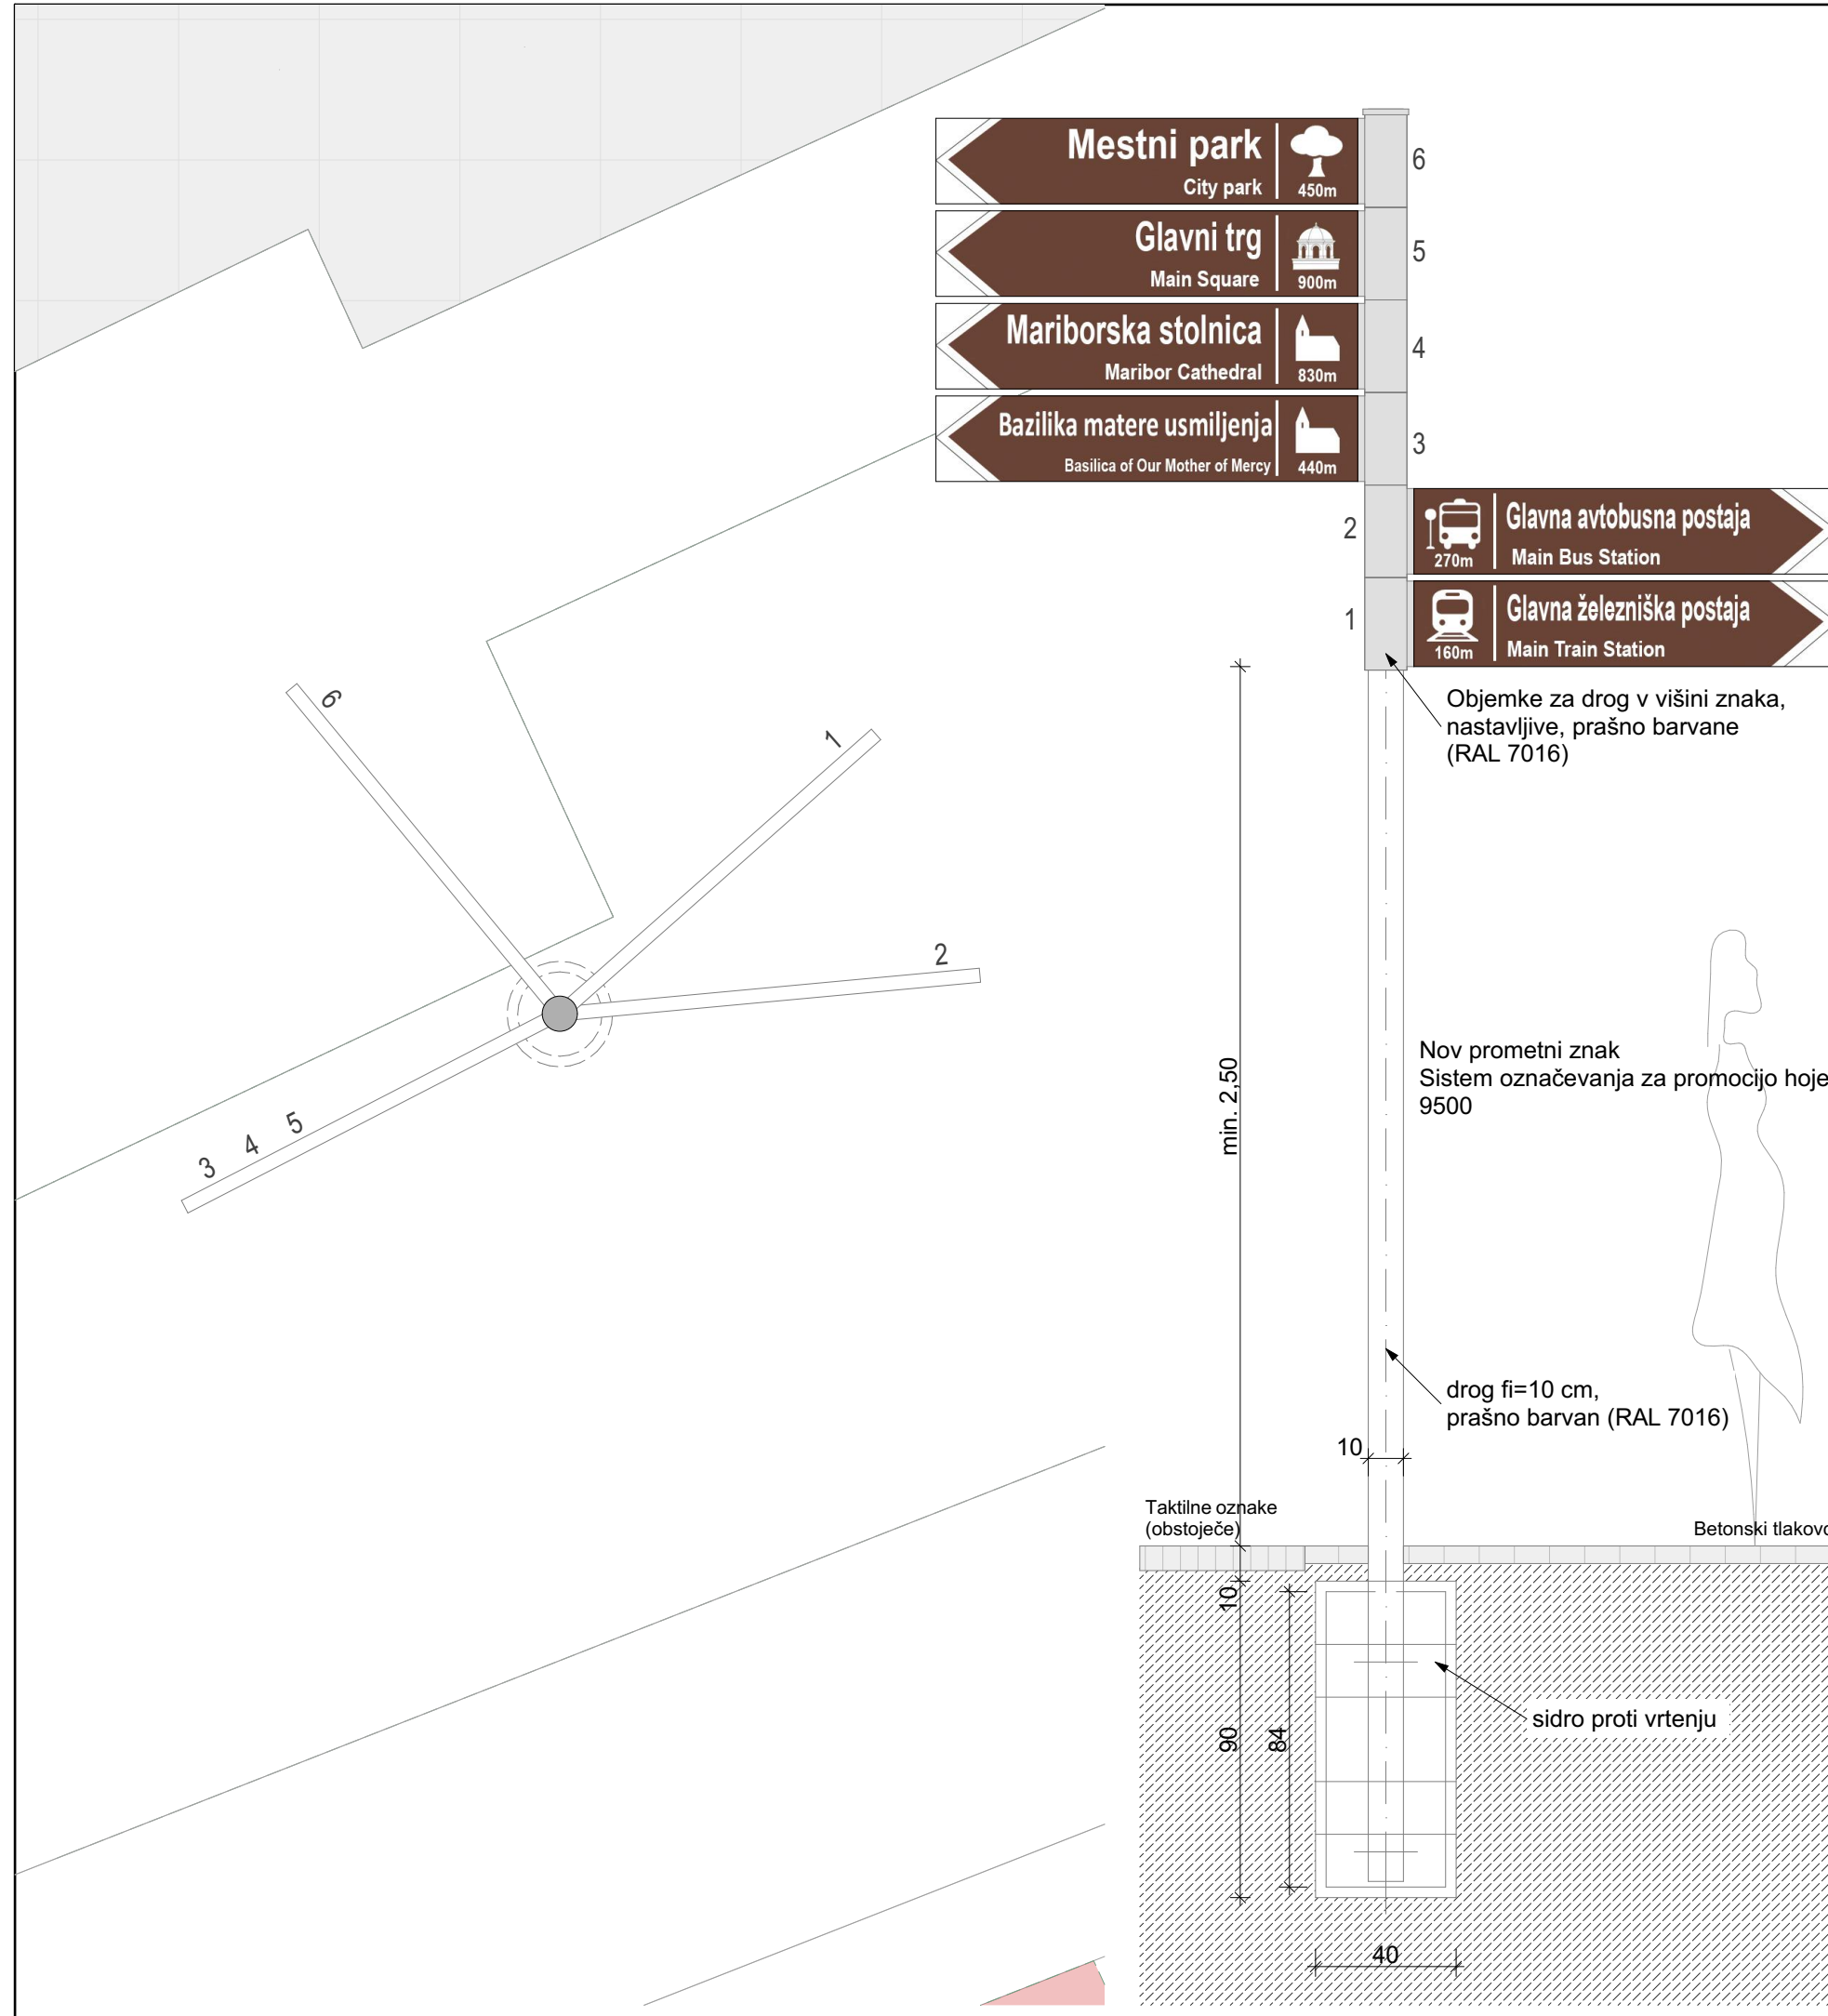 Mestni park
City park
450m
6
Glavni trg
Main Square
900m
5
Mariborska stolnica
Maribor Cathedral
830m
4
Bazilika matere usmiljenja
Basilica of Our Mother of Mercy
440m
3
2
Glavna avtobusna postaja
270m
Main Bus Station
1
Glavna železniška postaja
160m
Main Train Station
Objemke za drog v višini znaka,
nastavljive, prašno barvane
(RAL 7016)
6
1
2
3 4 5
min. 2,50
Nov prometni znak
Sistem označevanja za promocijo hoje
9500
drog fi=10 cm,
prašno barvan (RAL 7016)
10
Taktilne oznake
(obstoječe)
Betonski tlakovc
10
90
84
sidro proti vrtenju
40